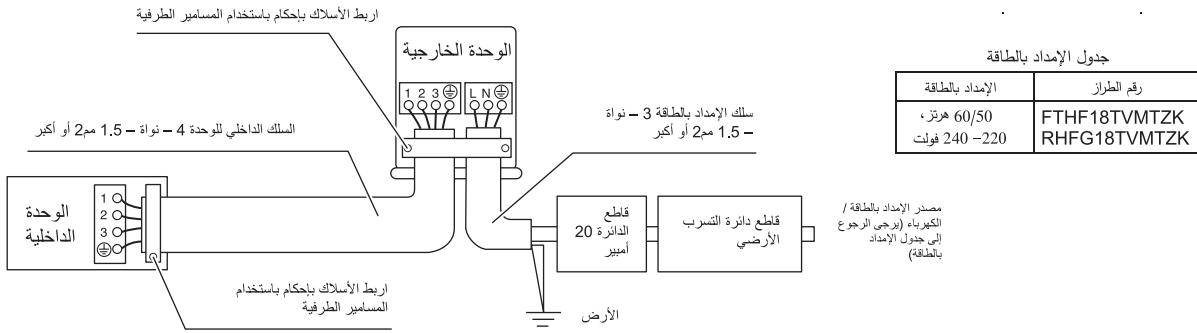 اربط الأسلاك بإحكام باستخدام المسامير الطرفية
الوحدة الخارجية
1 2 3
L N
السلك الداخلي للوحدة 4 – نواة – 1.5 مم2 أو أكبر
سلك الإمداد بالطاقة 3 – نواة
– 1.5 مم2 أو أكبر
جدول الإمداد بالطاقة
رقم الطراز
الإمداد بالطاقة
FTHF18TVMTZK
RHFG18TVMTZK
60/50 هرتز،
220– 240 فولت
الوحدة
الداخلية
1
2
3
قاطع
الدائرة 20
أمبير
قاطع دائرة التسرب
الأرضي
مصدر الإمداد بالطاقة /
الكهرباء (يرجى الرجوع
إلى جدول الإمداد
بالطاقة)
اربط الأسلاك بإحكام باستخدام
المسامير الطرفية
الأرض